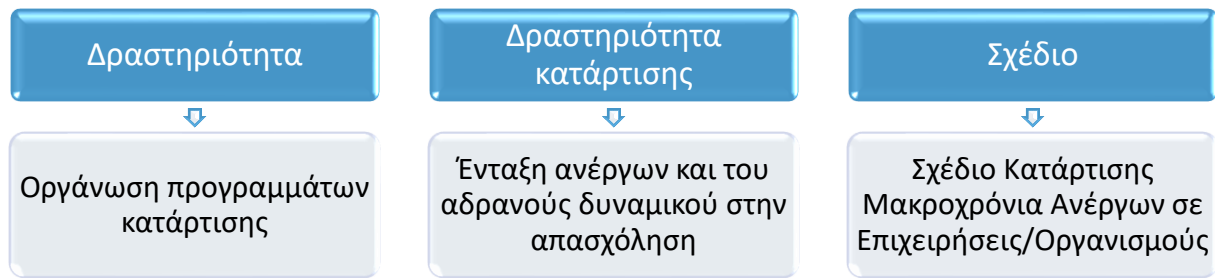 Δραστηριότητα
Οργάνωση προγραμμάτων
κατάρτισης
Δραστηριότητα
κατάρτισης
Ένταξη ανέργων και του
αδρανούς δυναμικού στην
απασχόληση
Σχέδιο
Σχέδιο Κατάρτισης
Μακροχρόνια Ανέργων σε
Επιχειρήσεις/Οργανισμούς